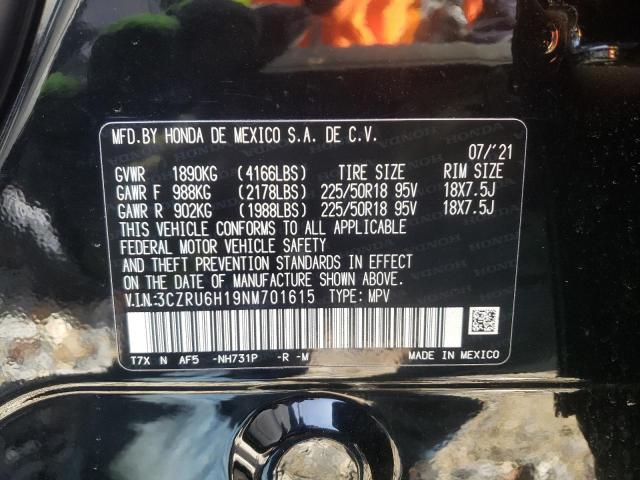 MFD.BY HONDA DE MEXICO S.A. DE C.V.
07/'21
GVWR 1890KG (4166LBS) TIRE SIZE RIM SIZE
GAWR F 988KG (2178LBS) 225/50R18 95V 18X7.5J
GAWR R 902KG (1988LBS) 225/50R18 95V 18X7.5J
THIS VEHICLE CONFORMS TO ALL APPLICABLE
FEDERAL MOTOR VEHICLE SAFETY
AND THEFT PREVENTION STANDARDS IN EFFECT
ON THE DATE OF MANUFACTURE SHOWN ABOVE.
V.I.N.:3CZRU6H19NM701615 TYPE: MPV
T7X N AF5 -NH731P -R -M MADE IN MEXICO